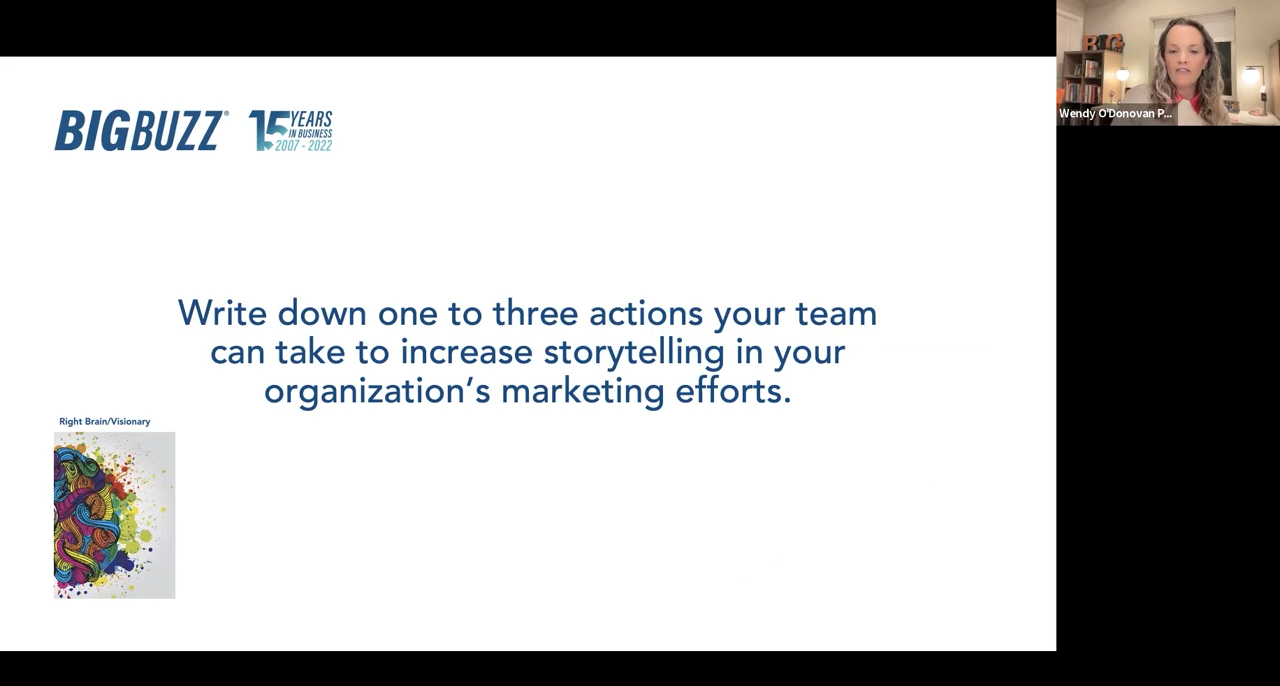 BIGBUZZ®
15 YEARS
IN BUSINESS
2007 - 2022
Write down one to three actions your team
can take to increase storytelling in your
organization’s marketing efforts.
Right Brain/Visionary
BIG
Wendy O'Donovan P...